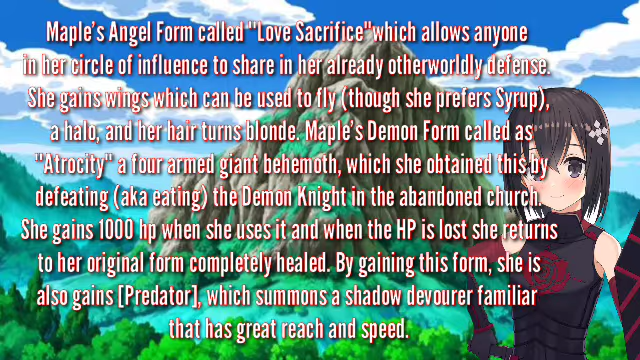 Maple's Angel Form called "Love Sacrifice"which allows anyone
in her circle of influence to share in her already otherworldly defense.
She gains wings which can be used to fly (though she prefers Syrup),
a halo, and her hair turns blonde. Maple's Demon Form called as
"Atrocity" a four armed giant behemoth, which she obtained this by
defeating (aka eating) the Demon Knight in the abandoned church.
She gains 1000 hp when she uses it and when the HP is lost she returns
to her original form completely healed. By gaining this form, she is
also gains [Predator], which summons a shadow devourer familiar
that has great reach and speed.